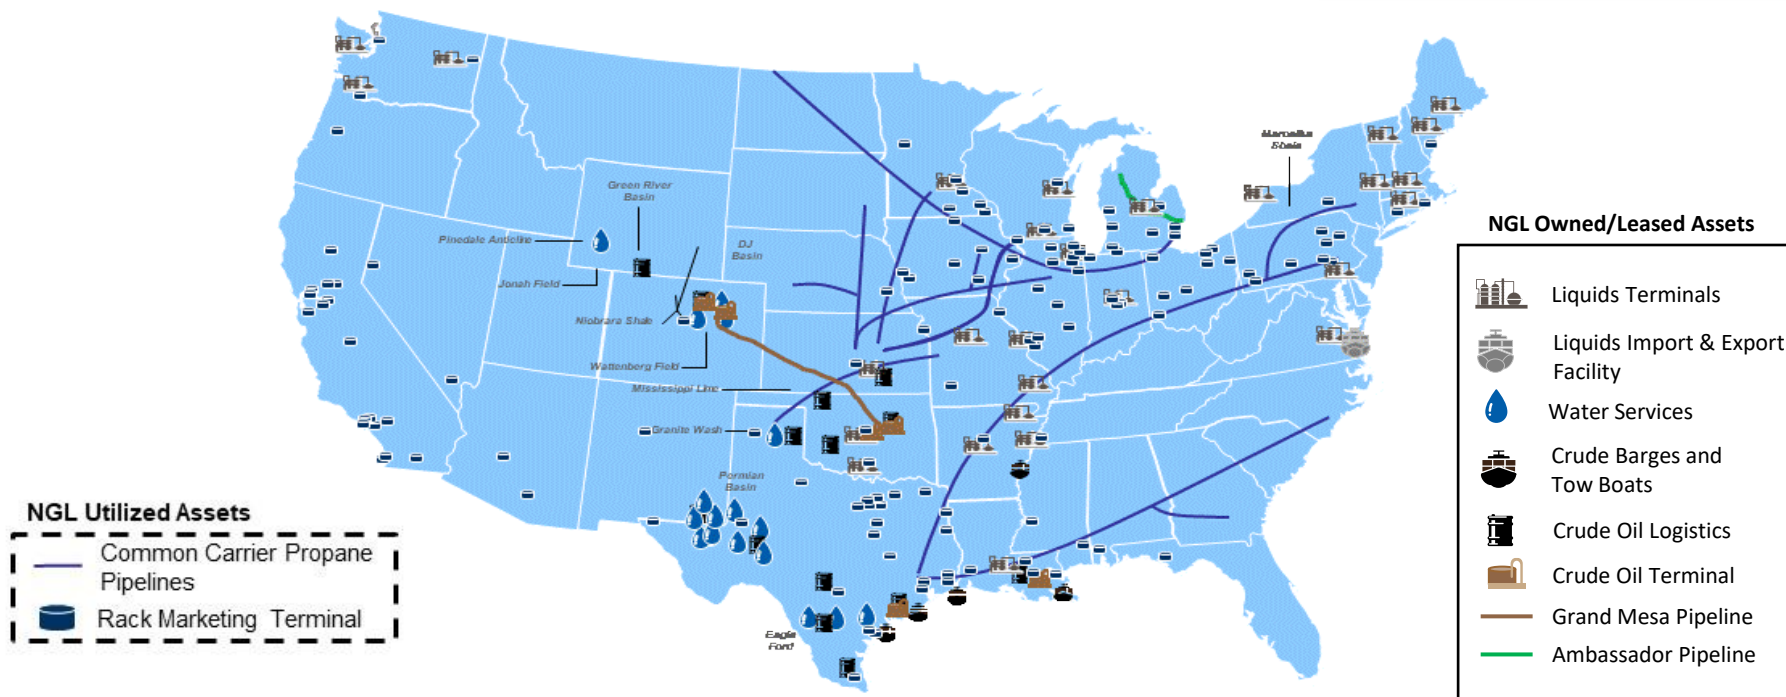 Marcellus
Shale
Green River
Basin
Pinedale Anticline
DJ
Basin
Jonah Field
Niobrara Shale
Wattenberg Field
Mississippi Lime
Granite Wash
Permian
Basin
Eagle
Ford
NGL Utilized Assets
Common Carrier Propane
Pipelines
Rack Marketing Terminal
NGL Owned/Leased Assets
Liquids Terminals
Liquids Import & Export
Facility
Water Services
Crude Barges and
Tow Boats
Crude Oil Logistics
Crude Oil Terminal
Grand Mesa Pipeline
Ambassador Pipeline